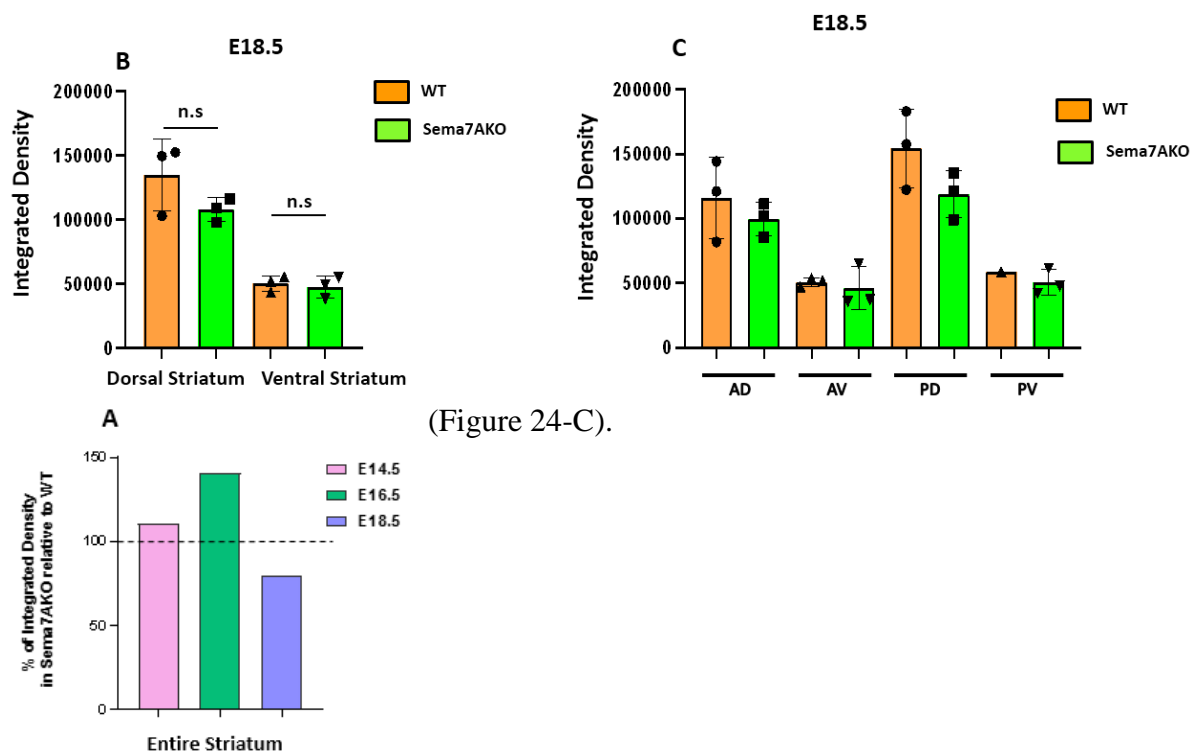 B
E18.5
Integrated Density
200000
150000
100000
50000
0
n.s
n.s
WT
Sema7AKO
Dorsal Striatum
Ventral Striatum
C
E18.5
Integrated Density
200000
150000
100000
50000
0
WT
Sema7AKO
AD
AV
PD
PV
(Figure 24-C).
A
% of Integrated Density
in Sema7AKO relative to WT
150
100
50
0
E14.5
E16.5
E18.5
Entire Striatum